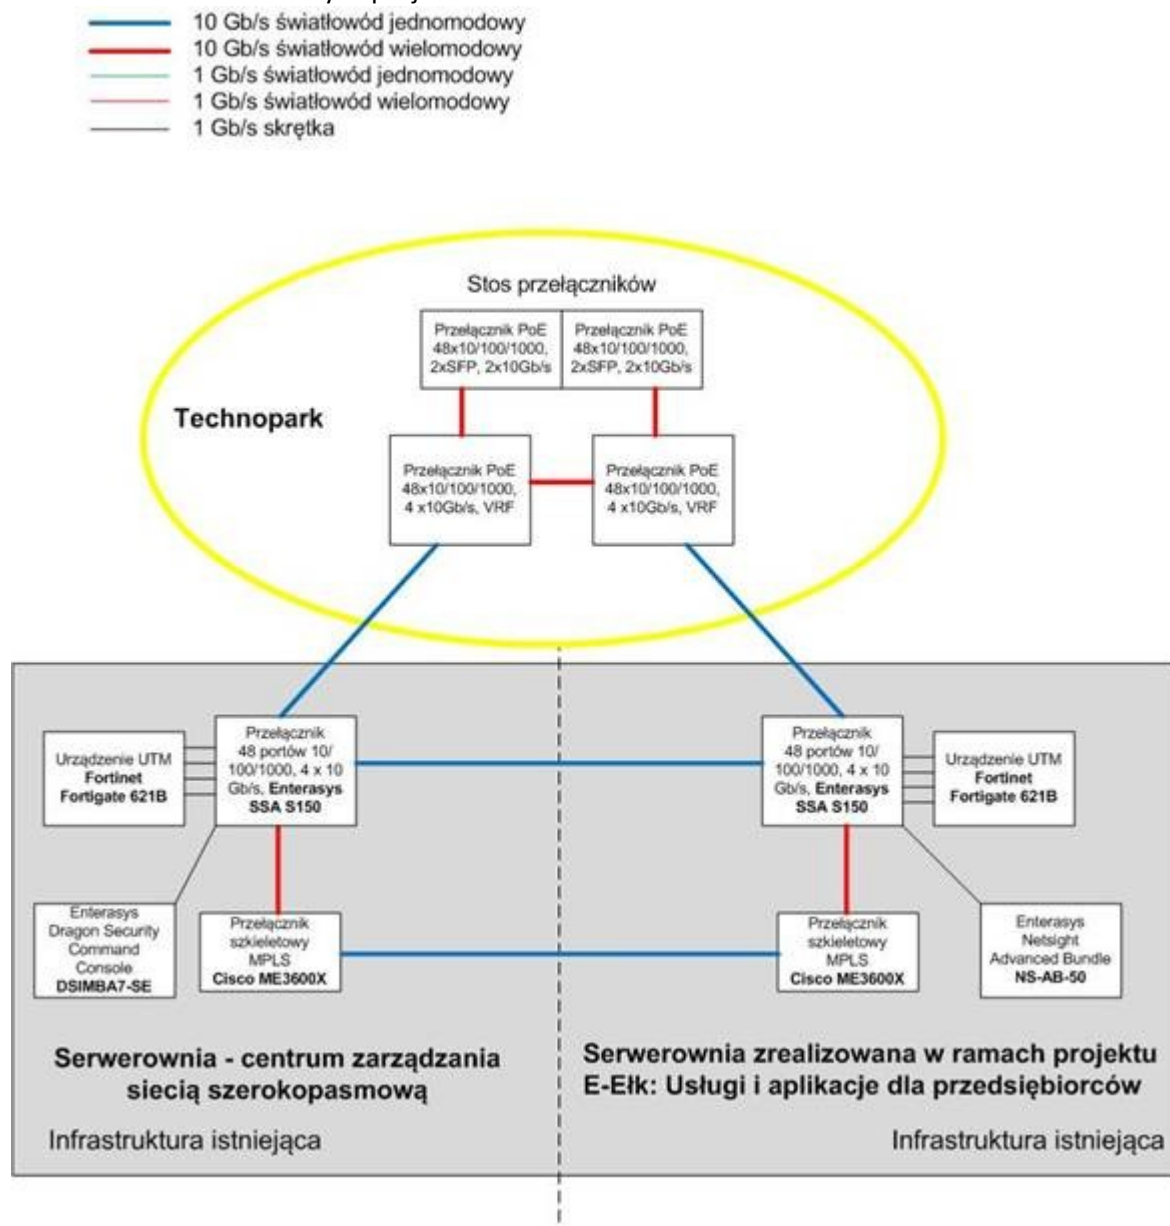 10 Gb/s światłowód jednomodowy
10 Gb/s światłowód wielomodowy
1 Gb/s światłowód jednomodowy
1 Gb/s światłowód wielomodowy
1 Gb/s skrętka
Stos przełączników
Przełącznik PoE
48x10/100/1000,
2xSFP, 2x10Gb/s
Przełącznik PoE
48x10/100/1000,
2xSFP, 2x10Gb/s
Technopark
Przełącznik PoE
48x10/100/1000,
4 x10Gb/s, VRF
Przełącznik PoE
48x10/100/1000,
4 x10Gb/s, VRF
Urządzenie UTM
Fortinet
Fortigate 621B
Przełącznik
48 portów 10/
100/1000, 4 x 10
Gb/s, Enterasys
SSA S150
Przełącznik
48 portów 10/
100/1000, 4 x 10
Gb/s, Enterasys
SSA S150
Urządzenie UTM
Fortinet
Fortigate 621B
Enterasys
Dragon Security
Command
Console
DSIMBA7-SE
Przełącznik
szkieletowy
MPLS
Cisco ME3600X
Przełącznik
szkieletowy
MPLS
Cisco ME3600X
Enterasys
Netsight
Advanced Bundle
NS-AB-50
Serwerownia - centrum zarządzania
siecią szerokopasmową
Serwerownia zrealizowana w ramach projektu
E-Ełk: Usługi i aplikacje dla przedsiębiorców
Infrastruktura istniejąca
Infrastruktura istniejąca